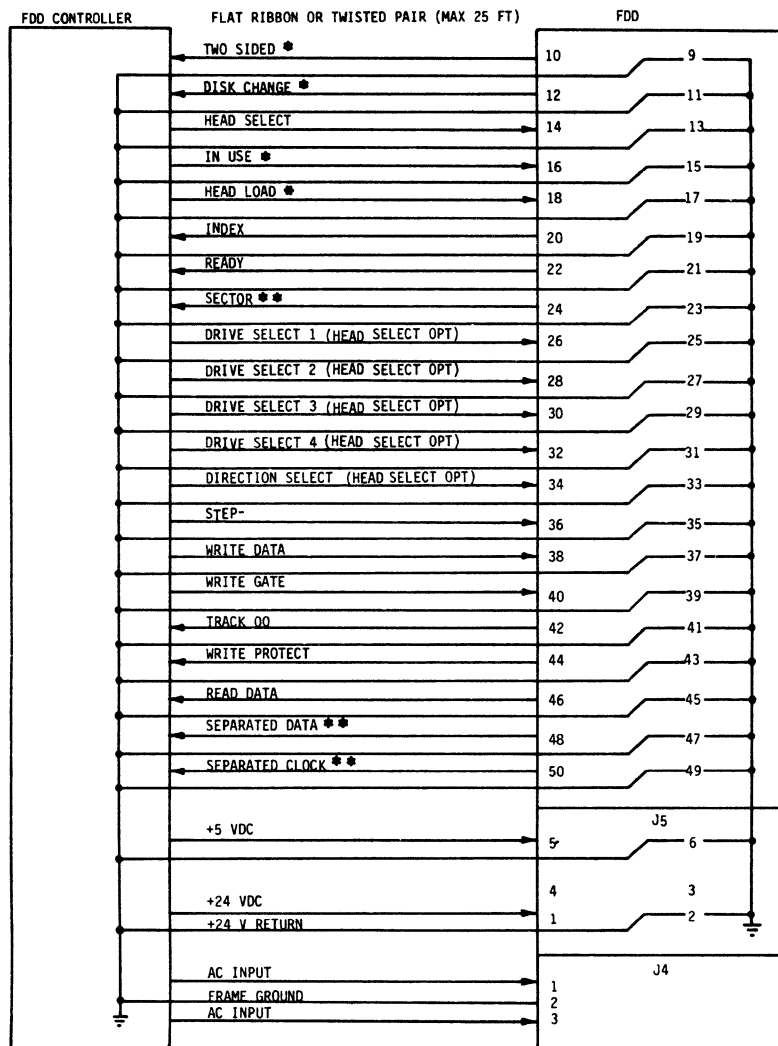 FDD CONTROLLER FLAT RIBBON OR TWISTED PAIR (MAX 25 FT) FDD
TWO SIDED * 10 9
DISK CHANGE * 12 11
HEAD SELECT 14 13
IN USE * 16 15
HEAD LOAD * 18 17
INDEX 20 19
READY 22 21
SECTOR * * 24 23
DRIVE SELECT 1 (HEAD SELECT OPT) 26 25
DRIVE SELECT 2 (HEAD SELECT OPT) 28 27
DRIVE SELECT 3 (HEAD SELECT OPT) 30 29
DRIVE SELECT 4 (HEAD SELECT OPT) 32 31
DIRECTION SELECT (HEAD SELECT OPT) 34 33
STEP- 36 35
WRITE DATA 38 37
WRITE GATE 40 39
TRACK 00 42 41
WRITE PROTECT 44 43
READ DATA 46 45
SEPARATED DATA * * 48 47
SEPARATED CLOCK * * 50 49
J5
+5 VDC 5 6
4 3
+24 VDC 1 2
+24 V RETURN
J4
AC INPUT 1
FRAME GROUND 2
AC INPUT 3